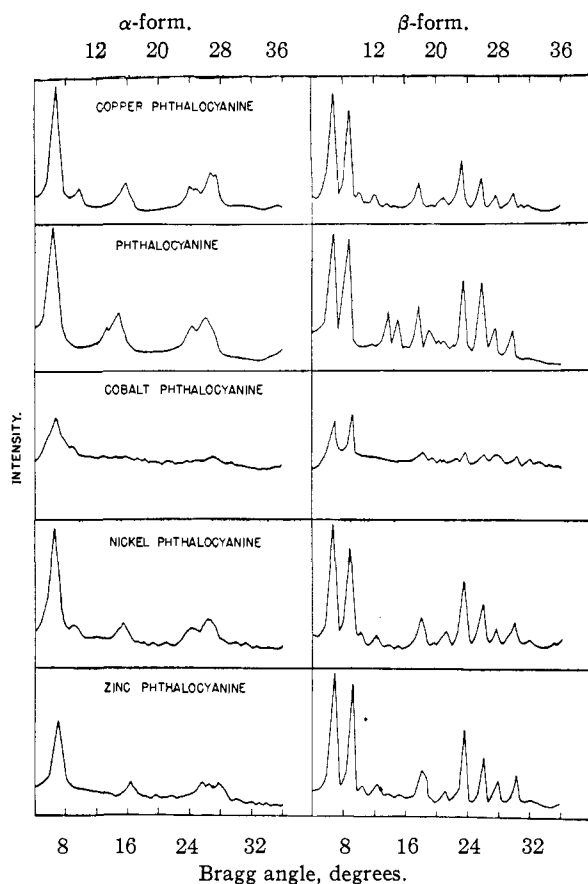 α-form. β-form.
12 20 28 36 12 20 28 36
COPPER PHTHALOCYANINE
PHTHALOCYANINE
COBALT PHTHALOCYANINE
NICKEL PHTHALOCYANINE
ZINC PHTHALOCYANINE
INTENSITY.
8 16 24 32 8 16 24 32
Bragg angle, degrees.